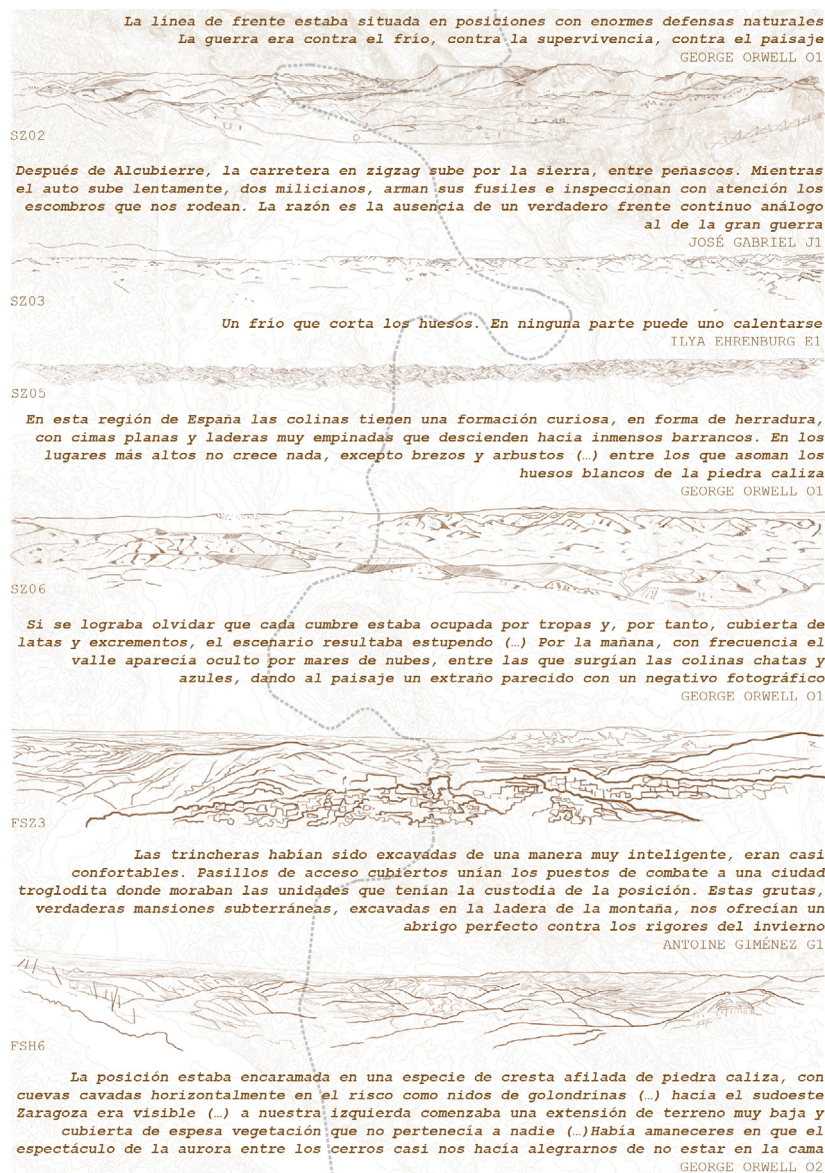 La línea de frente estaba situada en posiciones con enormes defensas naturales
La guerra era contra el frío, contra la supervivencia, contra el paisaje
GEORGE ORWELL O1
SZ02
Después de Alcubierre, la carretera en zigzag sube por la sierra, entre peñascos. Mientras
el auto sube lentamente, dos milicianos, arman sus fusiles e inspeccionan con atención los
escombros que nos rodean. La razón es la ausencia de un verdadero frente continuo análogo
al de la gran guerra
JOSÉ GABRIEL J1
SZ03
Un frío que corta los huesos. En ninguna parte puede uno calentarse
ILYA EHRENBURG E1
SZ05
En esta región de España las colinas tienen una formación curiosa, en forma de herradura,
con cimas planas y laderas muy empinadas que descienden hacia inmensos barrancos. En los
lugares más altos no crece nada, excepto brezos y arbustos (…) entre los que asoman los
huesos blancos de la piedra caliza
GEORGE ORWELL O1
SZ06
Si se lograba olvidar que cada cumbre estaba ocupada por tropas y, por tanto, cubierta de
latas y excrementos, el escenario resultaba estupendo (…) Por la mañana, con frecuencia el
valle aparecía oculto por mares de nubes, entre las que surgían las colinas chatas y
azules, dando al paisaje un extraño parecido con un negativo fotográfico
GEORGE ORWELL O1
FSZ3
Las trincheras habían sido excavadas de una manera muy inteligente, eran casi
confortables. Pasillos de acceso cubiertos unían los puestos de combate a una ciudad
troglodita donde moraban las unidades que tenían la custodia de la posición. Estas grutas,
verdaderas mansiones subterráneas, excavadas en la ladera de la montaña, nos ofrecían un
abrigo perfecto contra los rigores del invierno
ANTOINE GIMÉNEZ G1
FSH6
La posición estaba encaramada en una especie de cresta afilada de piedra caliza, con
cuevas cavadas horizontalmente en el risco como nidos de golondrinas (…) hacia el sudoeste
Zaragoza era visible (…) a nuestra izquierda comenzaba una extensión de terreno muy baja y
cubierta de espesa vegetación que no pertenecía a nadie (…)Había amaneceres en que el
espectáculo de la aurora entre los cerros casi nos hacía alegrarnos de no estar en la cama
GEORGE ORWELL O2